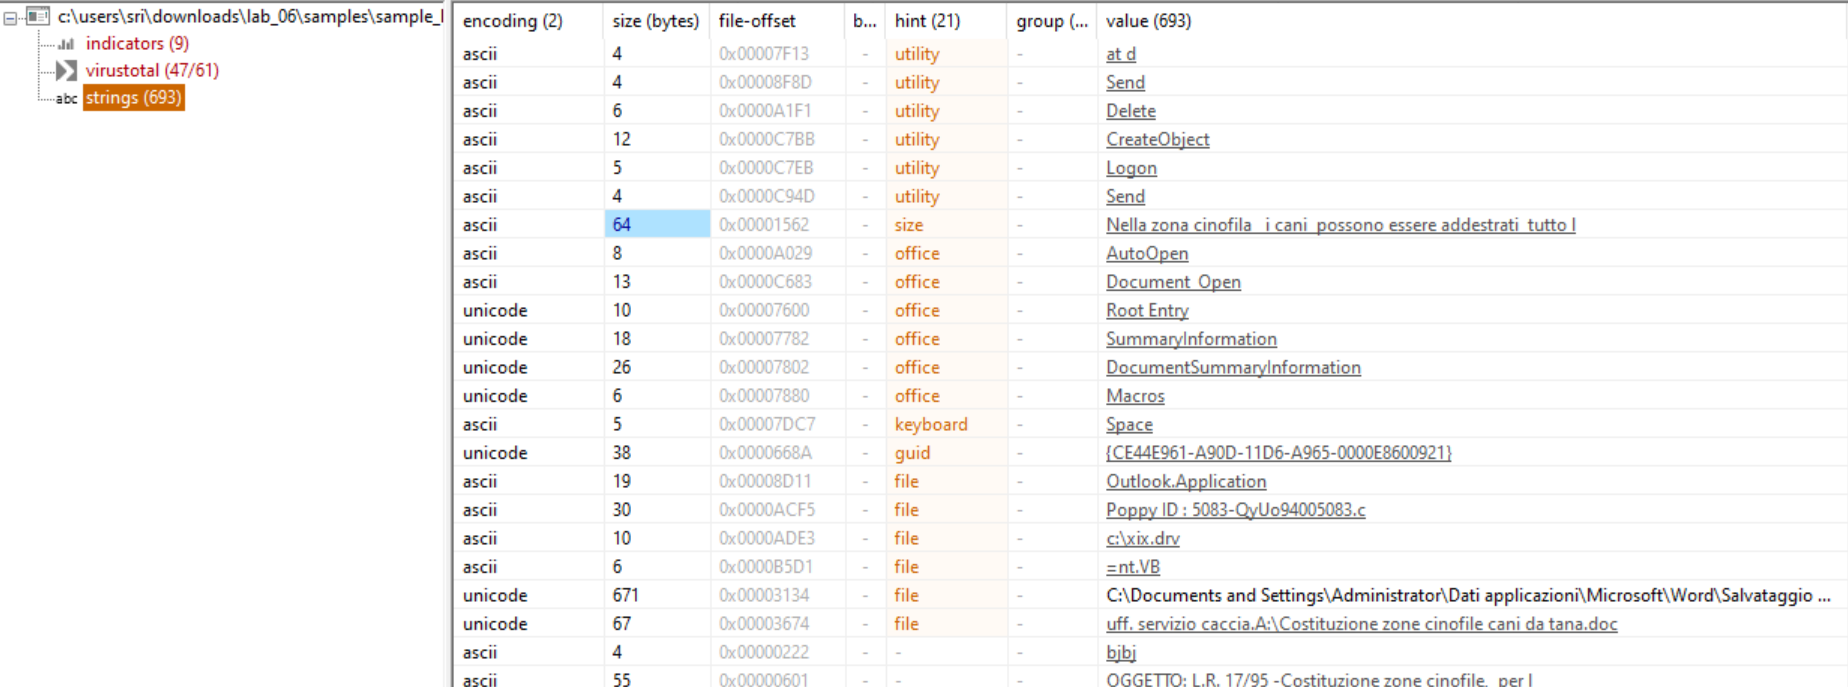 c:\users\sri\downloads\lab_06\samples\sample_
indicators (9)
virustotal (47/61)
abc strings (693)
encoding (2) size (bytes) file-offset b... hint (21) group (... value (693)
ascii 4 0x00007F13 - utility - at d
ascii 4 0x00008F8D - utility - Send
ascii 6 0x0000A1F1 - utility - Delete
ascii 12 0x0000C7BB - utility - CreateObject
ascii 5 0x0000C7EB - utility - Logon
ascii 4 0x0000C94D - utility - Send
ascii 64 0x00001562 - size - Nella zona cinofila i cani possono essere addestrati tutto l
ascii 8 0x0000A029 - office - AutoOpen
ascii 13 0x0000C683 - office - Document_Open
unicode 10 0x00007600 - office - Root Entry
unicode 18 0x00007782 - office - SummaryInformation
unicode 26 0x00007802 - office - DocumentSummaryInformation
unicode 6 0x00007880 - office - Macros
ascii 5 0x00007DC7 - keyboard - Space
unicode 38 0x0000668A - guid - {CE44E961-A90D-11D6-A965-0000E8600921}
ascii 19 0x00008D11 - file - Outlook.Application
ascii 30 0x0000ACF5 - file - Poppy ID : 5083-QyUo94005083.c
ascii 10 0x0000ADE3 - file - c:\xix.drv
ascii 6 0x0000B5D1 - file - =nt.VB
unicode 671 0x00003134 - file - C:\Documents and Settings\Administrator\Dati applicazioni\Microsoft\Word\Salvataggio ...
unicode 67 0x00003674 - file - uff. servizio caccia.A:\Costituzione zone cinofile cani da tana.doc
ascii 4 0x00000222 - - - bjbj
ascii 55 0x00000601 - - - OGGETTO: L.R. 17/95 -Costituzione zone cinofile, per l